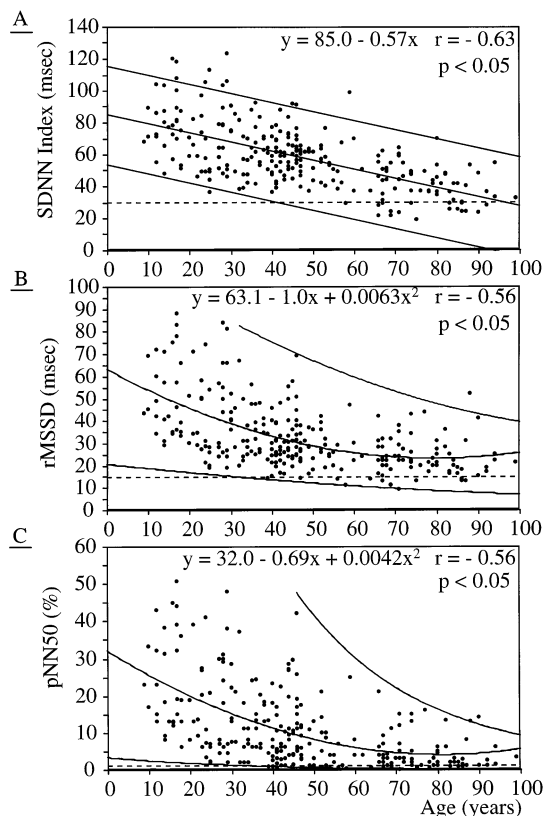 A
SDNN Index (msec)
140
120
100
80
60
40
20
0
y = 85.0 - 0.57x r = - 0.63
p < 0.05
0 10 20 30 40 50 60 70 80 90 100
B
rMSSD (msec)
100
90
80
70
60
50
40
30
20
10
0
y = 63.1 - 1.0x + 0.0063x² r = - 0.56
p < 0.05
0 10 20 30 40 50 60 70 80 90 100
C
pNN50 (%)
60
50
40
30
20
10
0
y = 32.0 - 0.69x + 0.0042x² r = - 0.56
p < 0.05
0 10 20 30 40 50 60 70 80 90 100
Age (years)